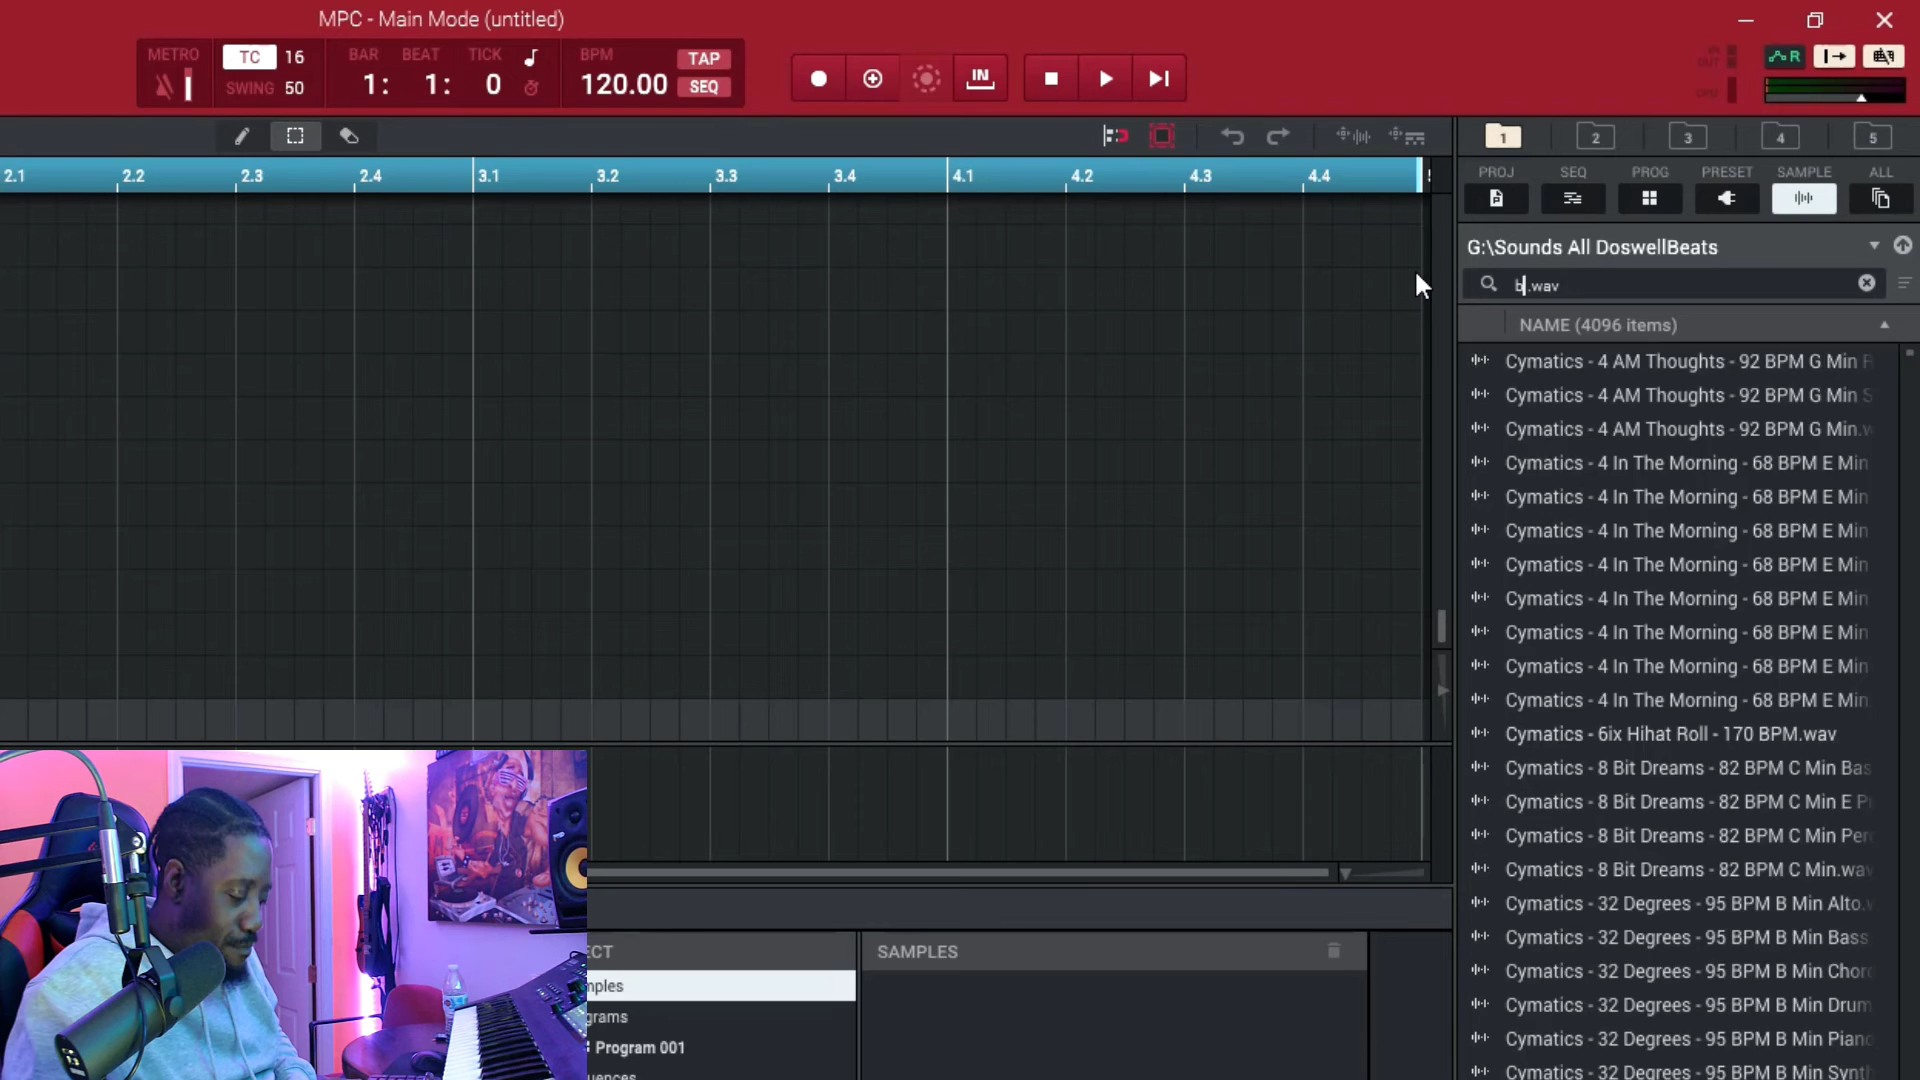 MPC - Main Mode (untitled)
METRO
TC 16
SWING 50
BAR BEAT TICK
1: 1: 0
BPM
120.00
TAP
SEQ
IN
R
1 2 3 4 5
2.1 2.2 2.3 2.4 3.1 3.2 3.3 3.4 4.1 4.2 4.3 4.4
PROJ SEQ PROG PRESET SAMPLE ALL
G:\Sounds All DoswellBeats
b.wav
NAME (4096 items)
Cymatics - 4 AM Thoughts - 92 BPM G Min
Cymatics - 4 AM Thoughts - 92 BPM G Min S
Cymatics - 4 AM Thoughts - 92 BPM G Min.w
Cymatics - 4 In The Morning - 68 BPM E Min
Cymatics - 4 In The Morning - 68 BPM E Min
Cymatics - 4 In The Morning - 68 BPM E Min
Cymatics - 4 In The Morning - 68 BPM E Min
Cymatics - 4 In The Morning - 68 BPM E Min
Cymatics - 4 In The Morning - 68 BPM E Min
Cymatics - 4 In The Morning - 68 BPM E Min
Cymatics - 4 In The Morning - 68 BPM E Min
Cymatics - 6ix Hihat Roll - 170 BPM.wav
Cymatics - 8 Bit Dreams - 82 BPM C Min Bas
Cymatics - 8 Bit Dreams - 82 BPM C Min E P
Cymatics - 8 Bit Dreams - 82 BPM C Min Per
Cymatics - 8 Bit Dreams - 82 BPM C Min.wav
Cymatics - 32 Degrees - 95 BPM B Min Alto.w
Cymatics - 32 Degrees - 95 BPM B Min Bass
Cymatics - 32 Degrees - 95 BPM B Min Chor
Cymatics - 32 Degrees - 95 BPM B Min Drum
Cymatics - 32 Degrees - 95 BPM B Min Piano
Cymatics - 32 Degrees - 95 BPM B Min Synth
ECT
mples
grams
Program 001
uences
SAMPLES